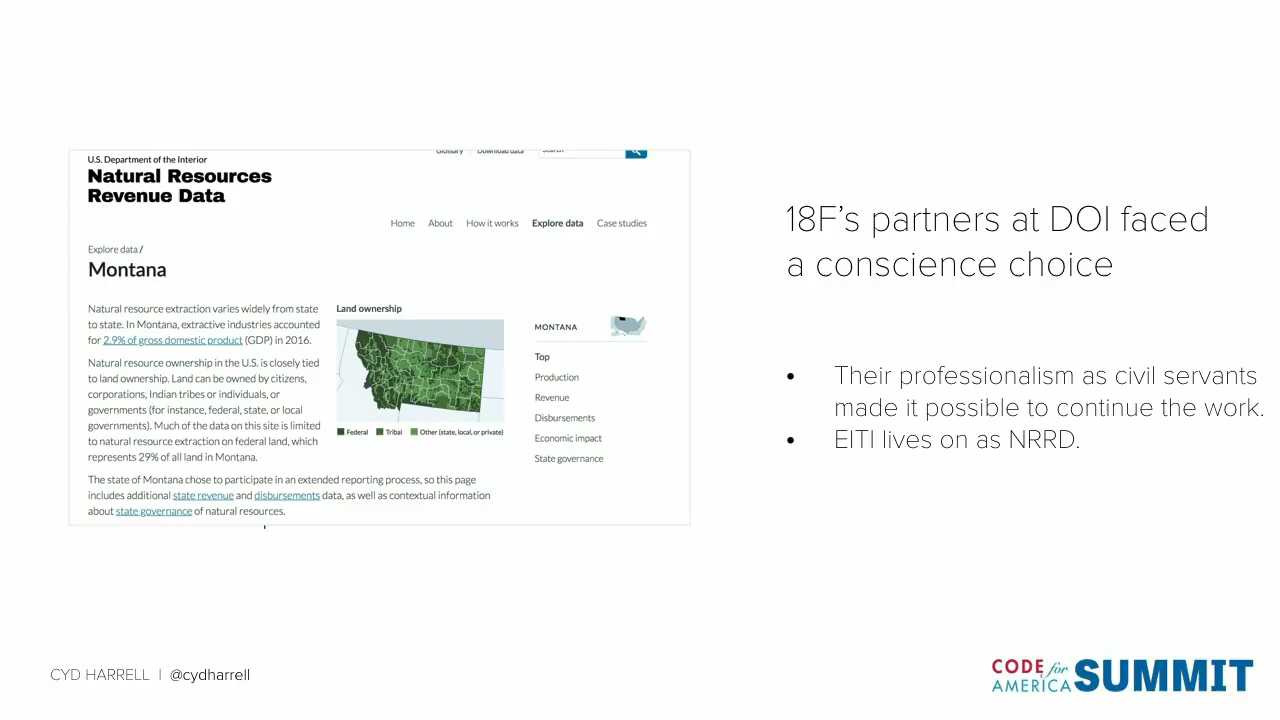 Glossary
Download data
Search
U.S. Department of the Interior
Natural Resources
Revenue Data
Home About How it works Explore data Case studies
Explore data /
Montana
Natural resource extraction varies widely from state
to state. In Montana, extractive industries accounted
for 2.9% of gross domestic product (GDP) in 2016.
Natural resource ownership in the U.S. is closely tied
to land ownership. Land can be owned by citizens,
corporations, Indian tribes or individuals, or
governments (for instance, federal, state, or local
governments). Much of the data on this site is limited
to natural resource extraction on federal land, which
represents 29% of all land in Montana.
The state of Montana chose to participate in an extended reporting process, so this page
includes additional state revenue and disbursements data, as well as contextual information
about state governance of natural resources.
Land ownership
Federal Tribal Other (state, local, or private)
MONTANA
Top
Production
Revenue
Disbursements
Economic impact
State governance
18F’s partners at DOI faced
a conscience choice
• Their professionalism as civil servants
made it possible to continue the work.
• EITI lives on as NRRD.
CYD HARRELL | @cydharrell
CODE for
AMERICA SUMMIT